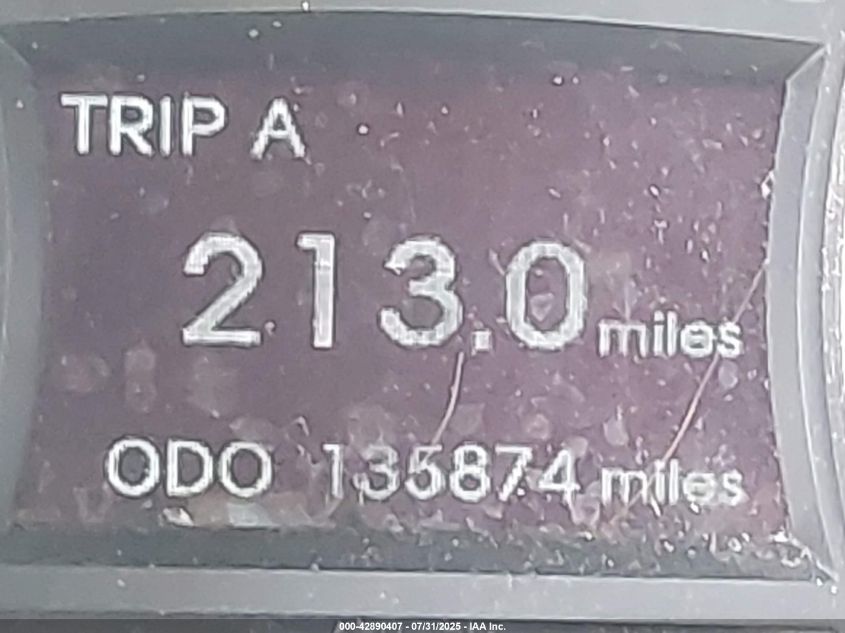 TRIP A
213.0 miles
ODO 135874 miles
000-42890407 - 07/31/2025 - IAA Inc.